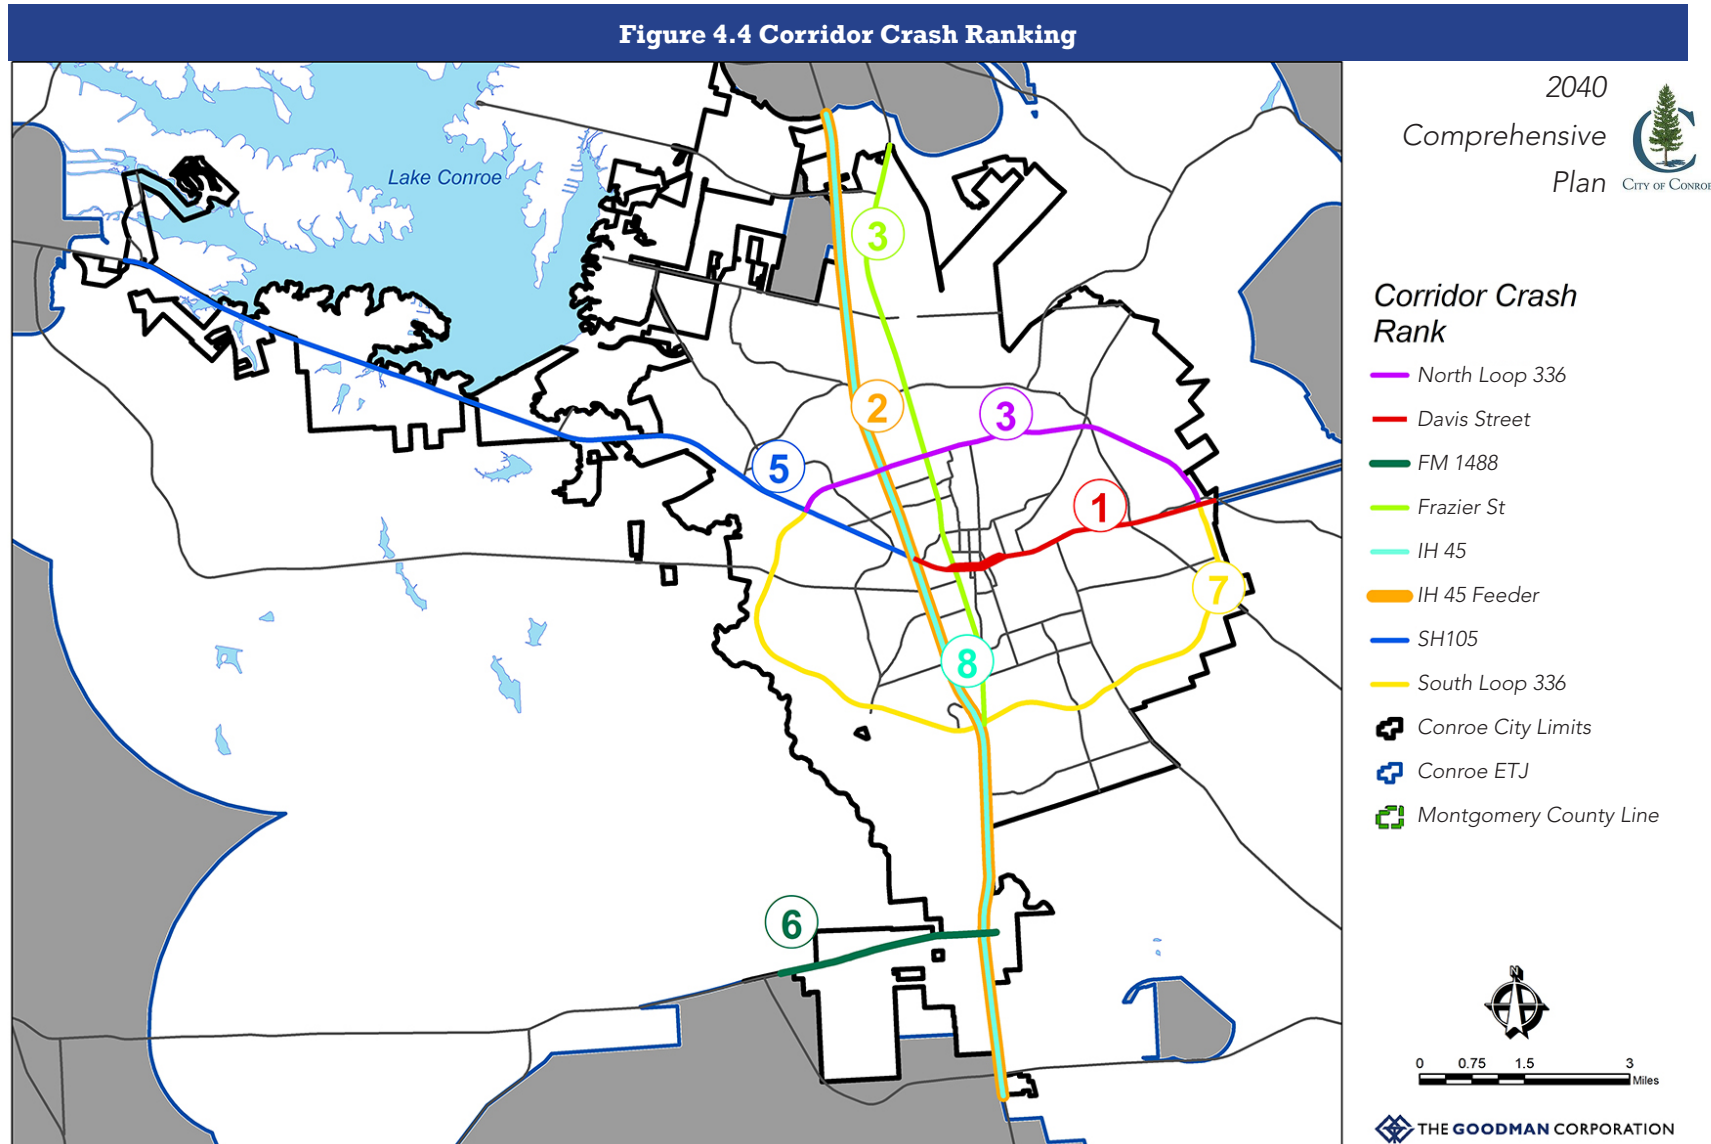 Figure 4.4 Corridor Crash Ranking
2040
Comprehensive
Plan
CITY OF CONROE
Lake Conroe
3
2
3
5
1
7
8
6
Corridor Crash
Rank
North Loop 336
Davis Street
FM 1488
Frazier St
IH 45
IH 45 Feeder
SH105
South Loop 336
Conroe City Limits
Conroe ETJ
Montgomery County Line
N
0 0.75 1.5 3
Miles
THE GOODMAN CORPORATION